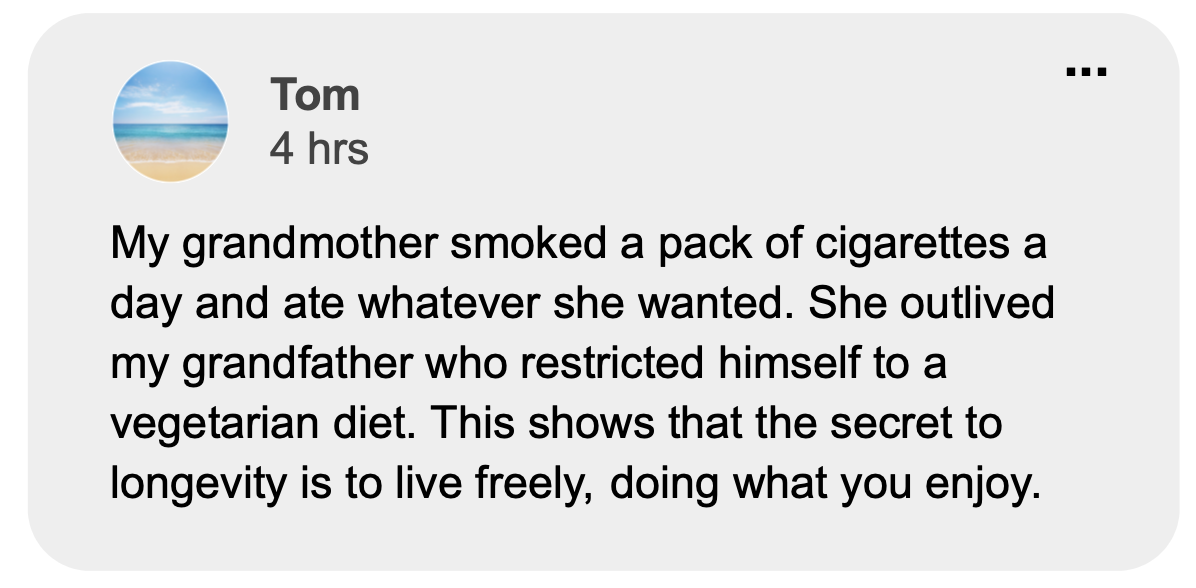 Tom
...
4 hrs
My grandmother smoked a pack of cigarettes a
day and ate whatever she wanted. She outlived
my grandfather who restricted himself to a
vegetarian diet. This shows that the secret to
longevity is to live freely, doing what you enjoy.